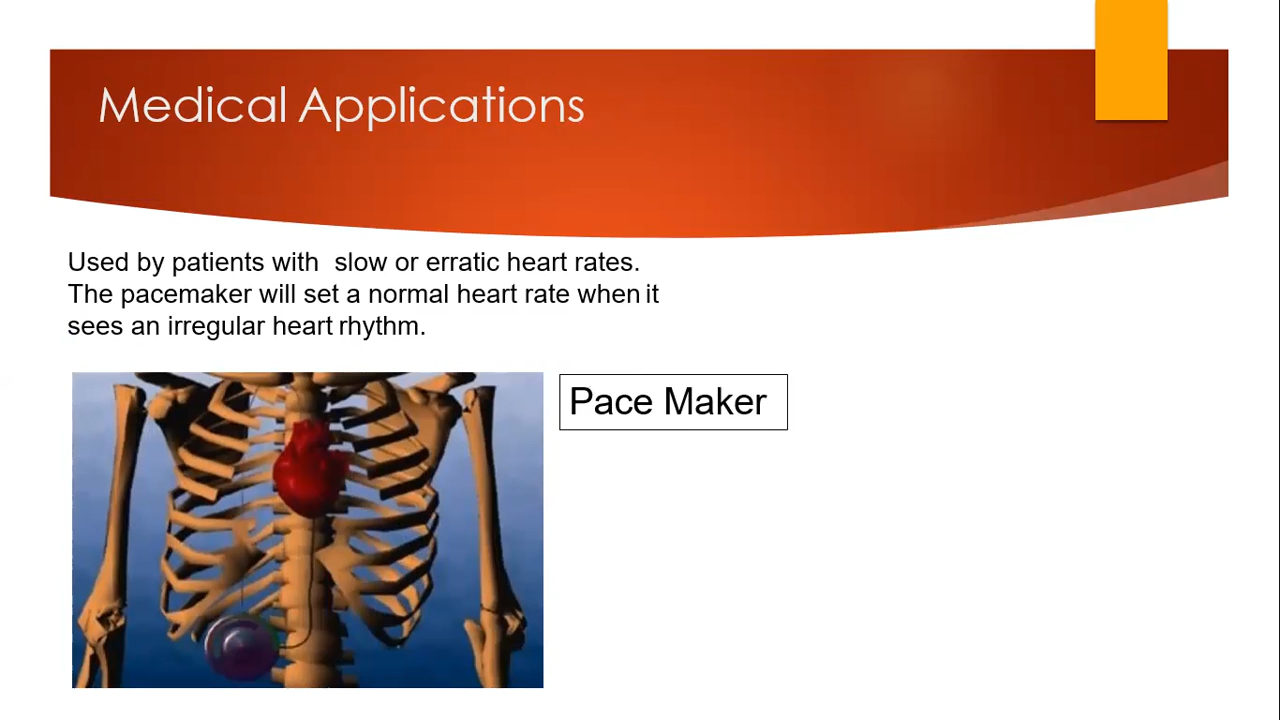 Medical Applications
Used by patients with slow or erratic heart rates.
The pacemaker will set a normal heart rate when it
sees an irregular heart rhythm.
Pace Maker